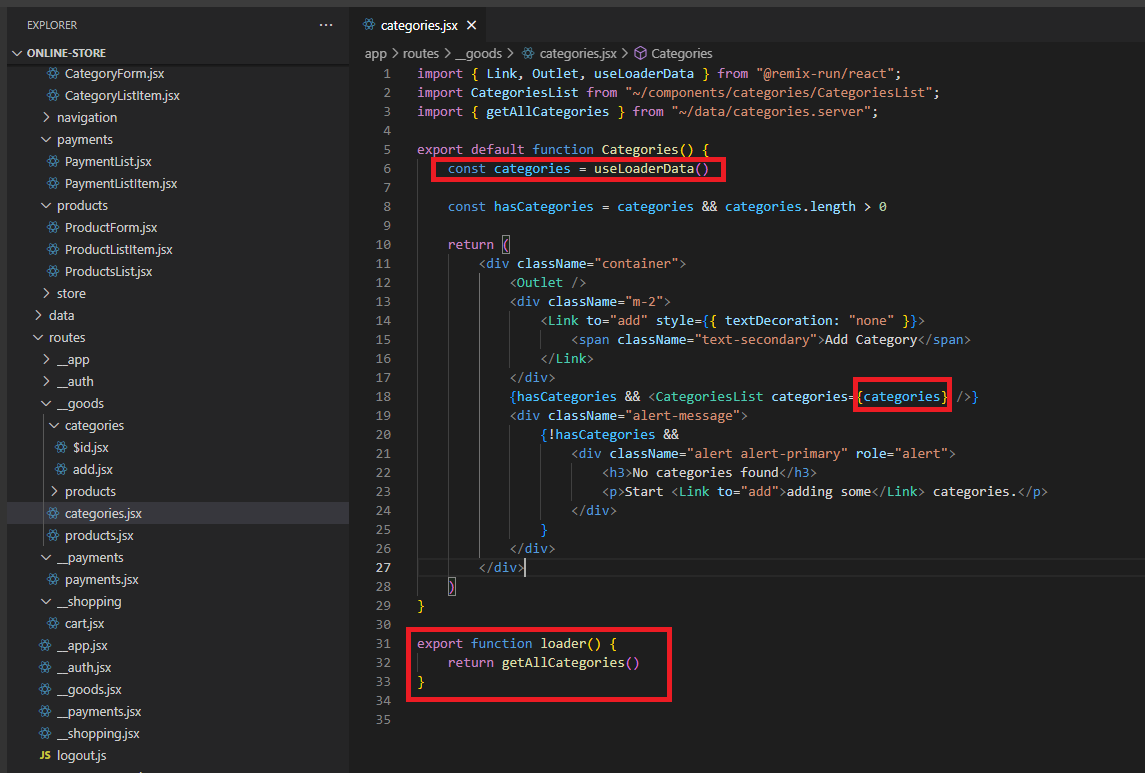 EXPLORER
ONLINE-STORE
CategoryForm.jsx
CategoryListItem.jsx
navigation
payments
PaymentList.jsx
PaymentListItem.jsx
products
ProductForm.jsx
ProductListItem.jsx
ProductsList.jsx
store
data
routes
__app
__auth
__goods
categories
$id.jsx
add.jsx
products
categories.jsx
products.jsx
__payments
payments.jsx
__shopping
cart.jsx
__app.jsx
__auth.jsx
__goods.jsx
__payments.jsx
__shopping.jsx
JS logout.js
categories.jsx
app > routes > __goods > categories.jsx > Categories
1 import { Link, Outlet, useLoaderData } from "@remix-run/react";
2 import CategoriesList from "~/components/categories/CategoriesList";
3 import { getAllCategories } from "~/data/categories.server";
4
5 export default function Categories() {
6 const categories = useLoaderData()
7
8 const hasCategories = categories && categories.length > 0
9
10 return (
11 <div className="container">
12 <Outlet />
13 <div className="m-2">
14 <Link to="add" style={{ textDecoration: "none" }}>
15 <span className="text-secondary">Add Category</span>
16 </Link>
17 </div>
18 {hasCategories && <CategoriesList categories={categories} />}
19 <div className="alert-message">
20 {!hasCategories &&
21 <div className="alert alert-primary" role="alert">
22 <h3>No categories found</h3>
23 <p>Start <Link to="add">adding some</Link> categories.</p>
24 </div>
25 }
26 </div>
27 </div>
28 )
29 }
30
31 export function loader() {
32 return getAllCategories()
33 }
34
35